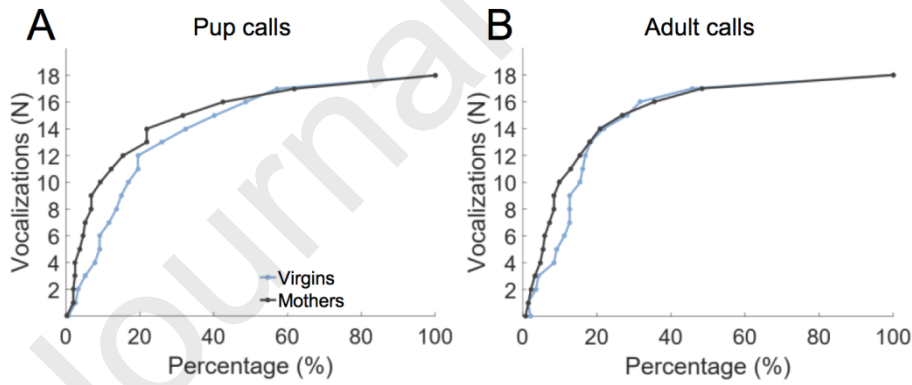 A
Pup calls
B
Adult calls
Vocalizations (N)
18
16
14
12
10
8
6
4
2
0
20
40
60
80
100
Percentage (%)
Virgins
Mothers
Vocalizations (N)
18
16
14
12
10
8
6
4
2
0
20
40
60
80
100
Percentage (%)
Journal